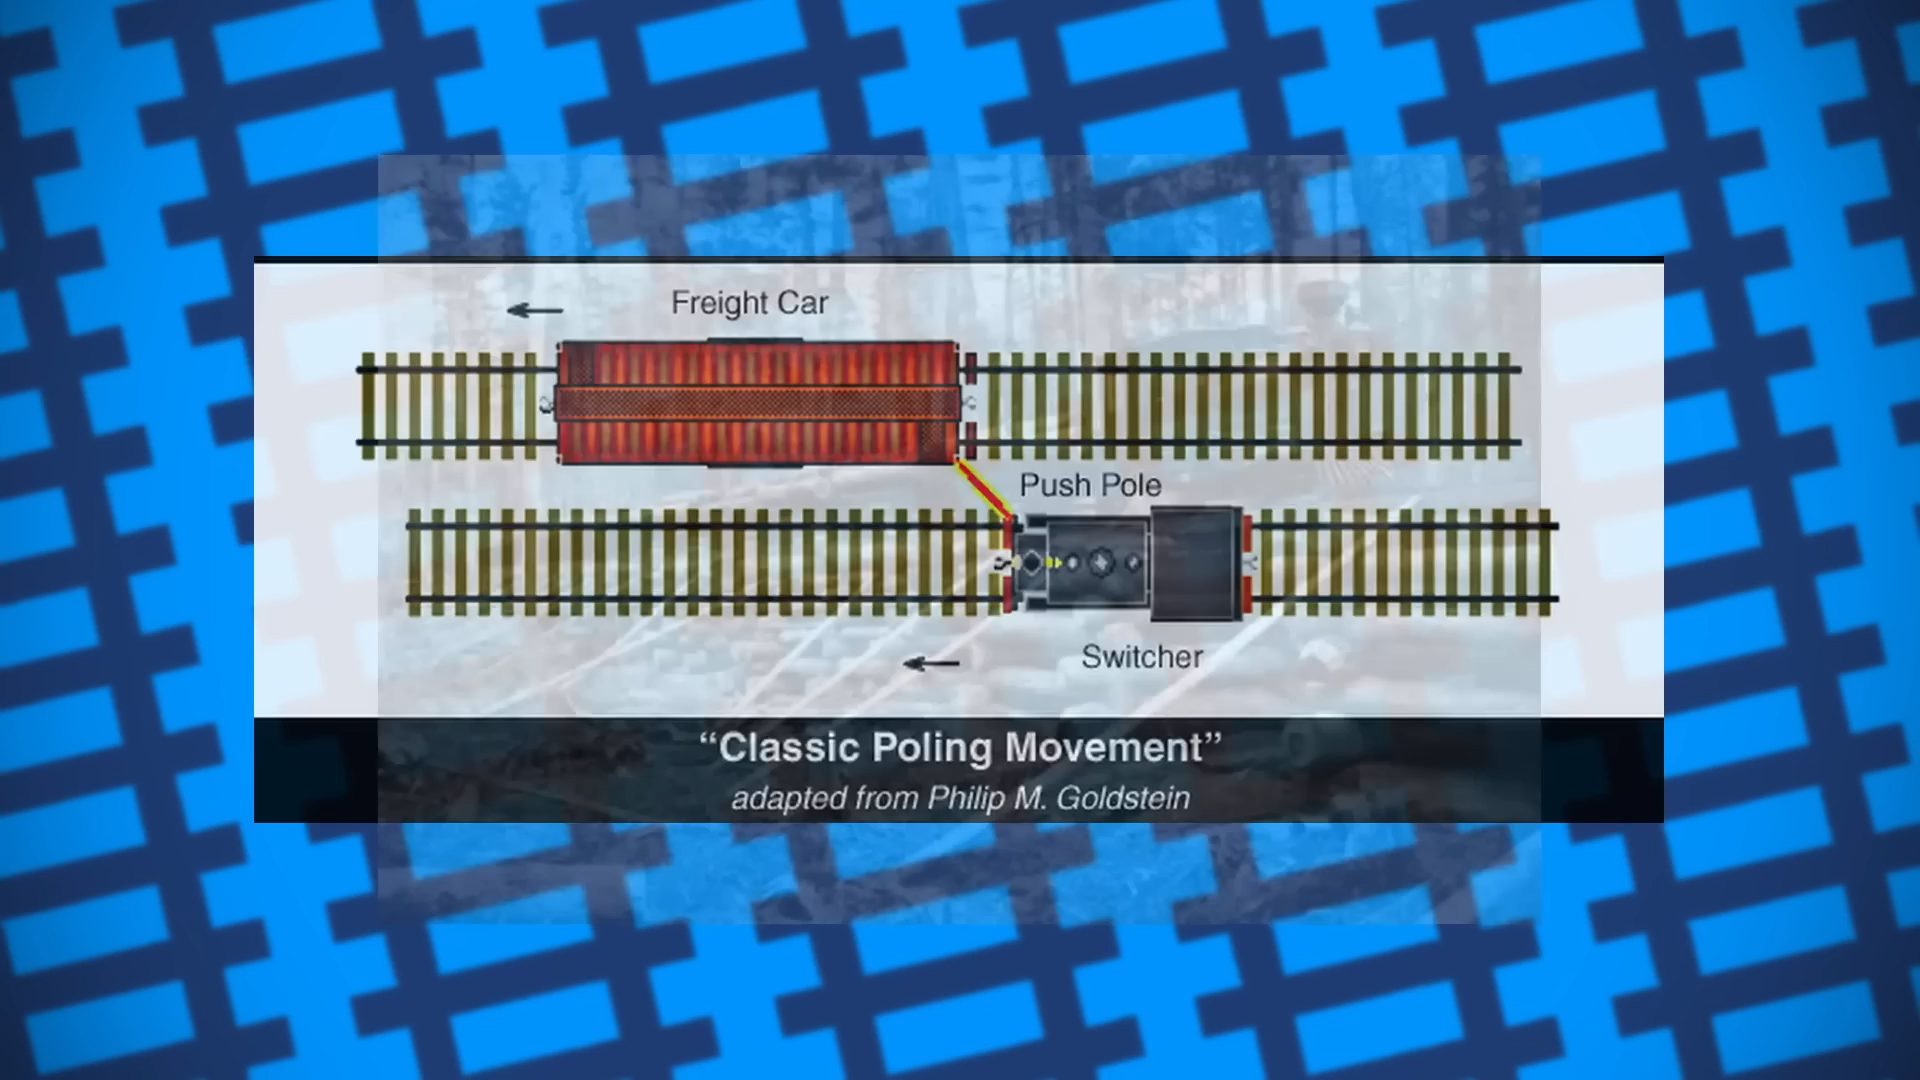 Freight Car
Push Pole
Switcher
“Classic Poling Movement”
adapted from Philip M. Goldstein